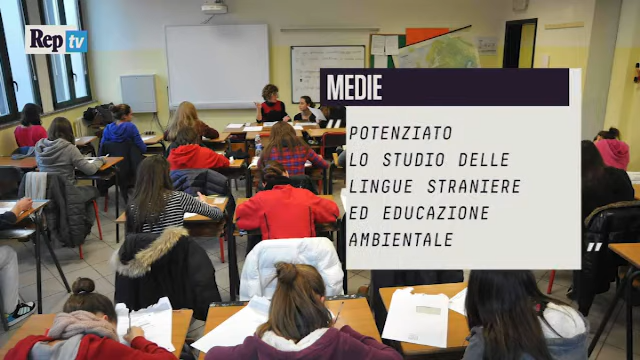 Rep tv
MEDIE
POTENZIATO
LO STUDIO DELLE
LINGUE STRANIERE
ED EDUCAZIONE
AMBIENTALE
"